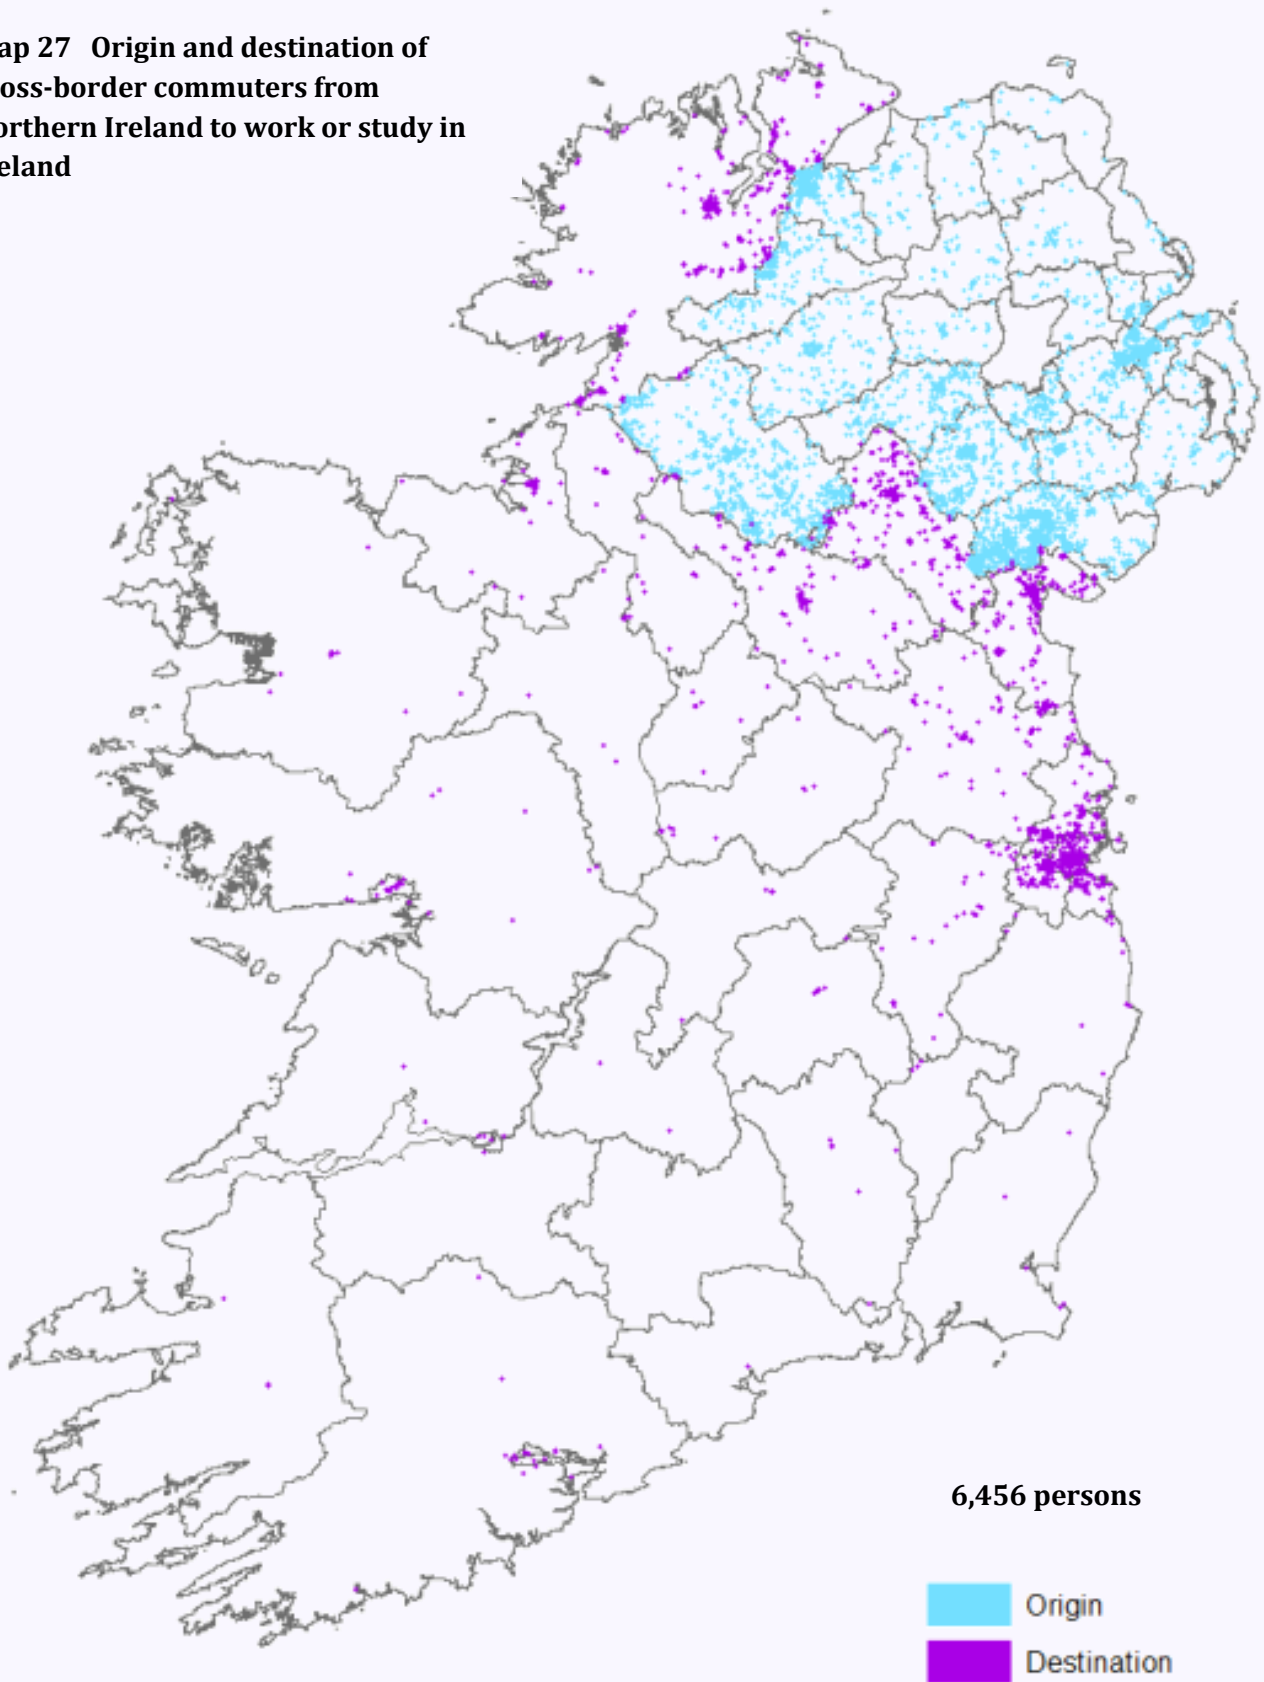 ap 27 Origin and destination of
oss-border commuters from
orthern Ireland to work or study in
eland
6,456 persons
Origin
Destination